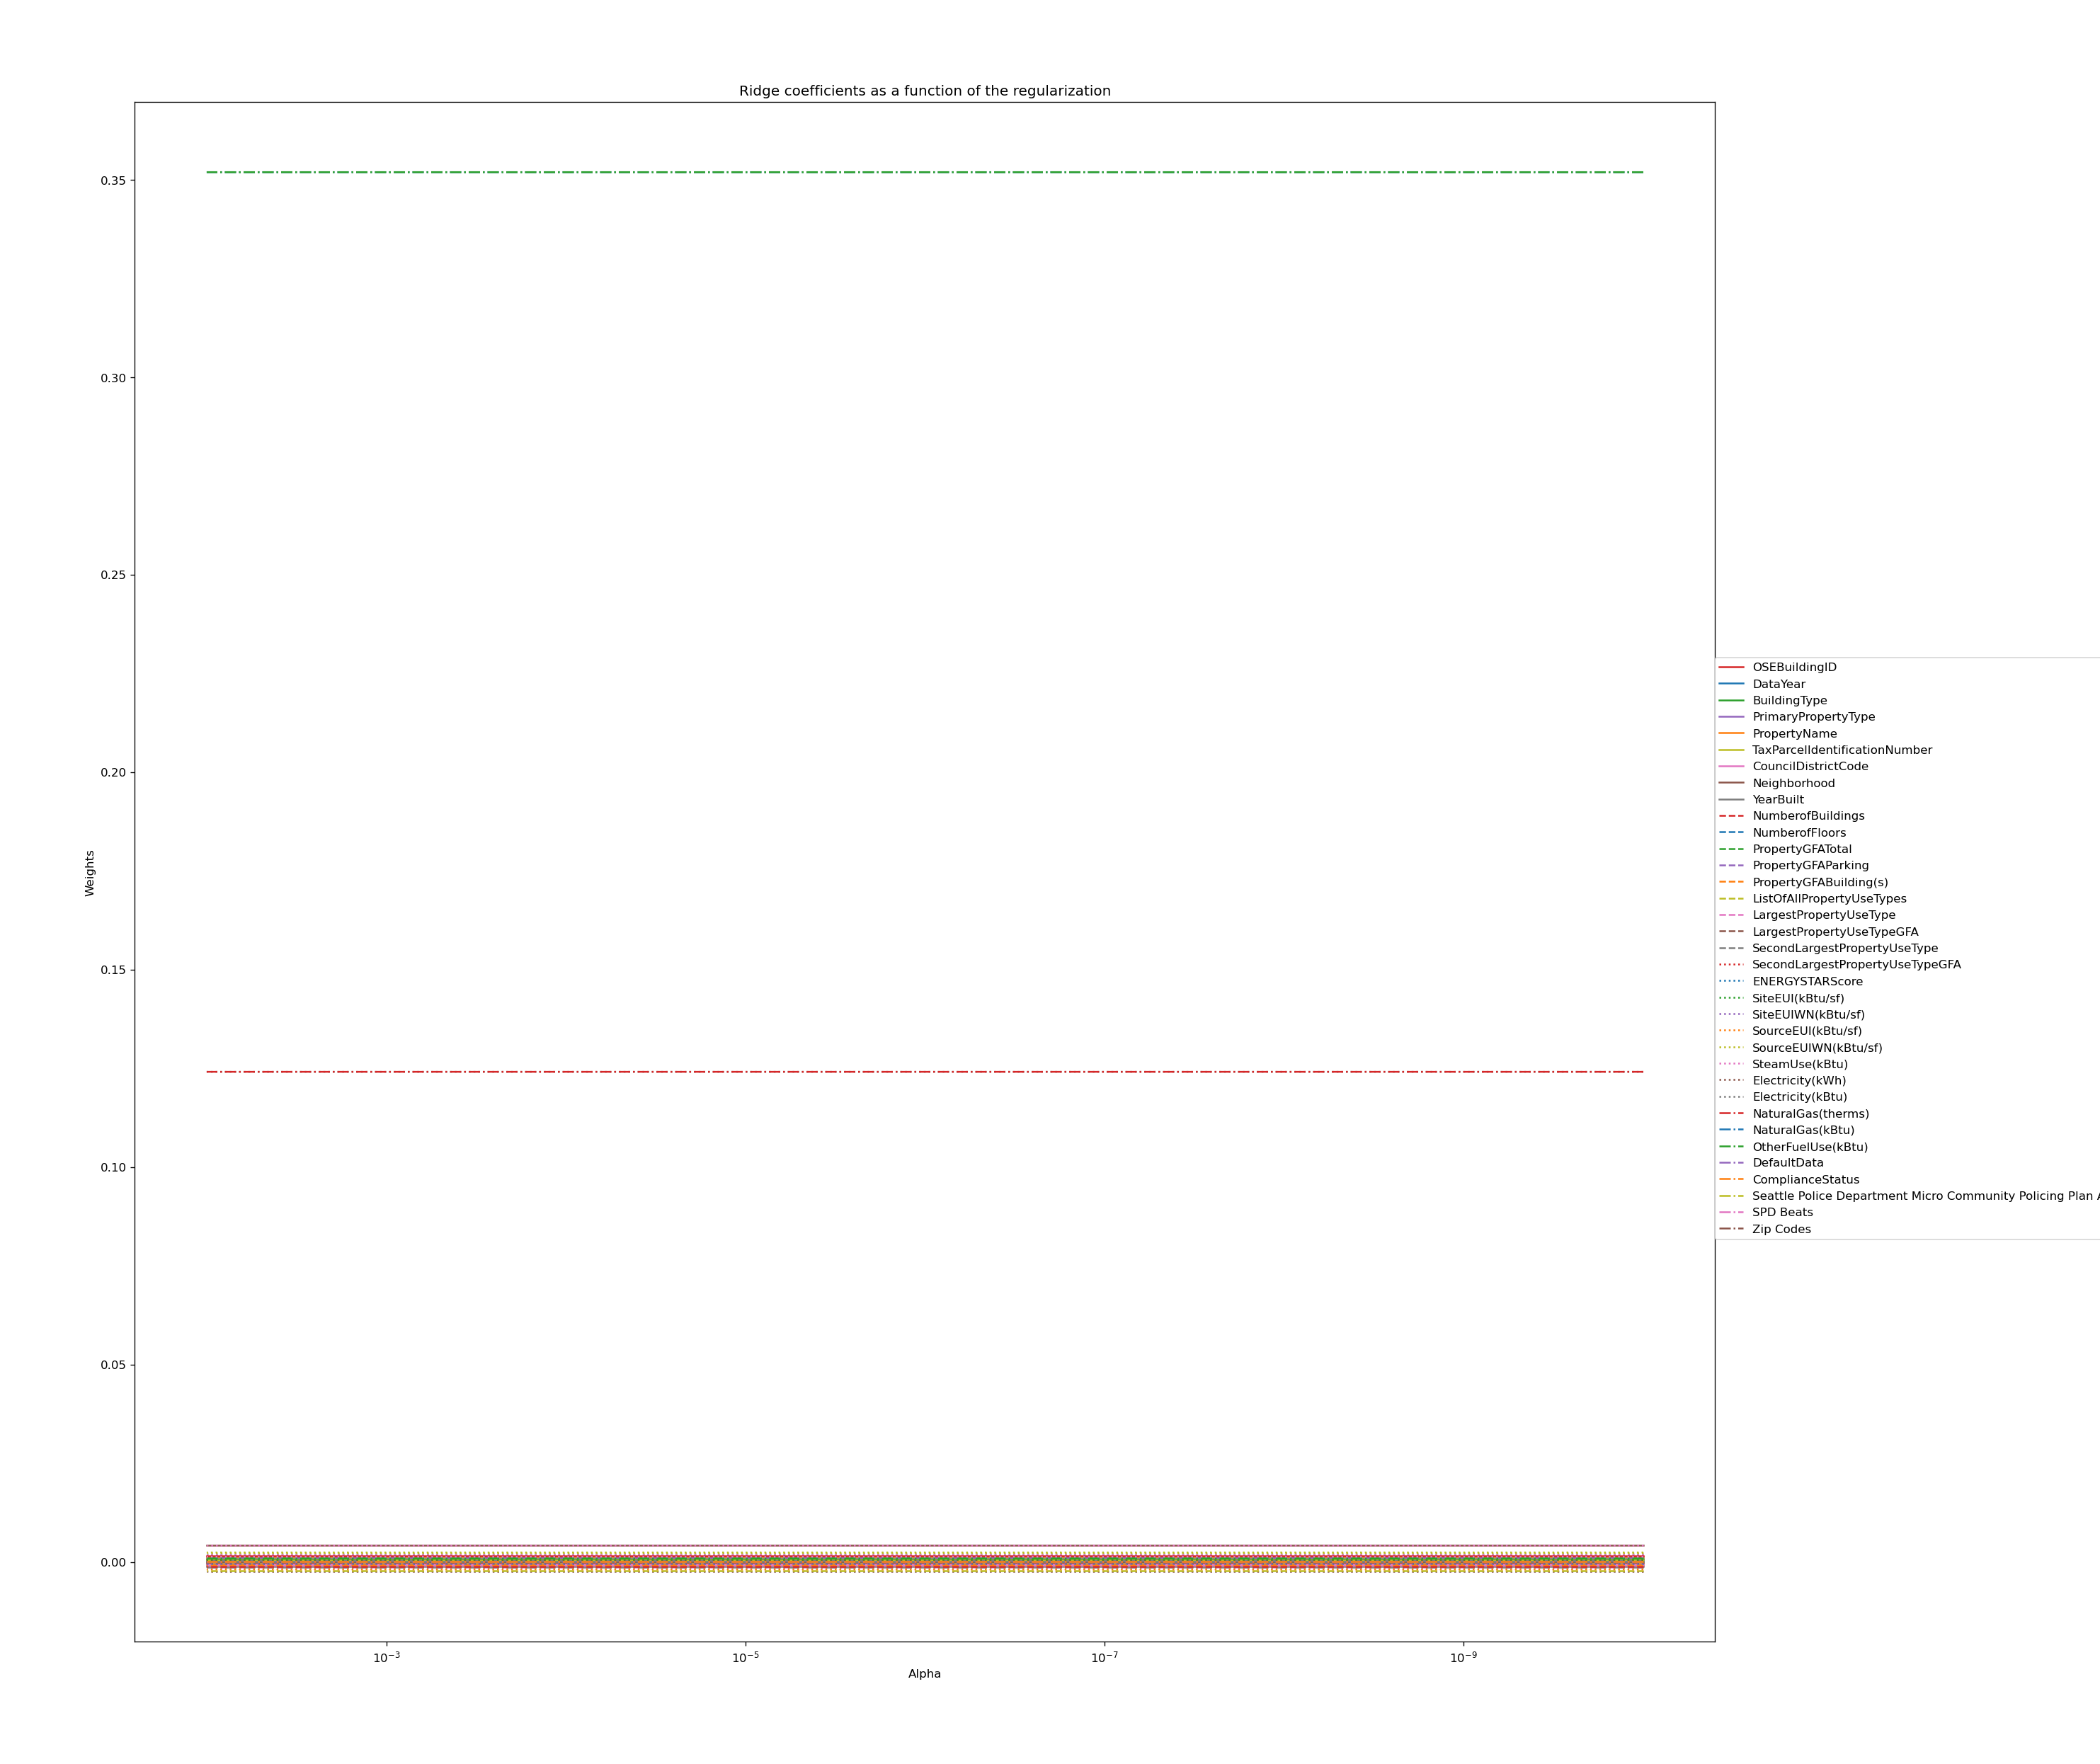 Ridge coefficients as a function of the regularization
0.35
0.30
0.25
0.20
0.15
0.10
0.05
0.00
Weights
10⁻³
10⁻⁵
10⁻⁷
10⁻⁹
Alpha
OSEBuildingID
DataYear
BuildingType
PrimaryPropertyType
PropertyName
TaxParcelIdentificationNumber
CouncilDistrictCode
Neighborhood
YearBuilt
NumberofBuildings
NumberofFloors
PropertyGFATotal
PropertyGFAParking
PropertyGFABuilding(s)
ListOfAllPropertyUseTypes
LargestPropertyUseType
LargestPropertyUseTypeGFA
SecondLargestPropertyUseType
SecondLargestPropertyUseTypeGFA
ENERGYSTARScore
SiteEUI(kBtu/sf)
SiteEUIWN(kBtu/sf)
SourceEUI(kBtu/sf)
SourceEUIWN(kBtu/sf)
SteamUse(kBtu)
Electricity(kWh)
Electricity(kBtu)
NaturalGas(therms)
NaturalGas(kBtu)
OtherFuelUse(kBtu)
DefaultData
ComplianceStatus
Seattle Police Department Micro Community Policing Plan
SPD Beats
Zip Codes